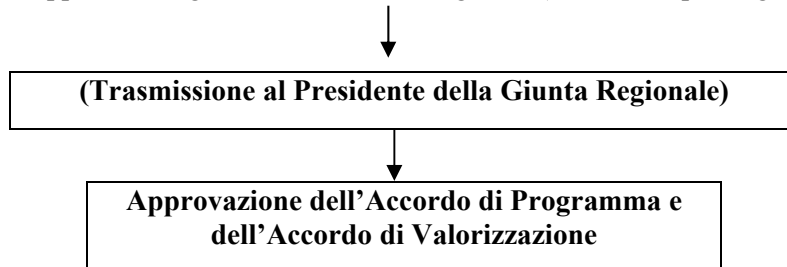 (Trasmissione al Presidente della Giunta Regionale)
Approvazione dell’Accordo di Programma e
dell’Accordo di Valorizzazione